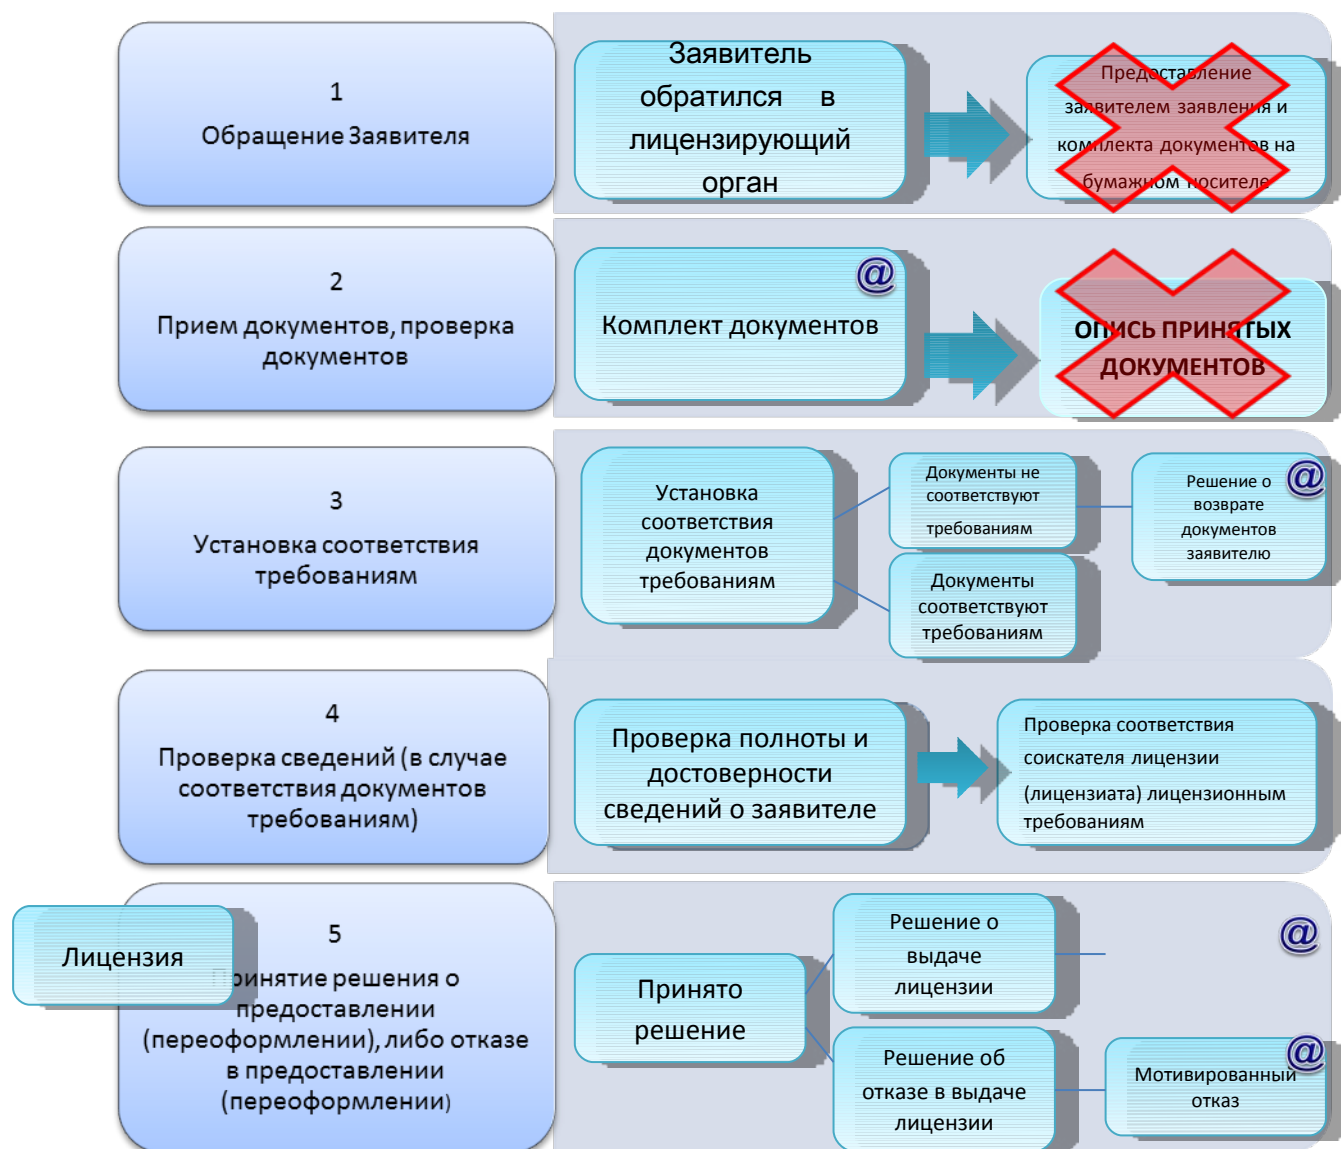 1
Обращение Заявителя
Заявитель
обратился в
лицензирующий
орган
Предоставление
заявителем заявления и
комплекта документов на
бумажном носителе
2
Прием документов, проверка
документов
@
Комплект документов
ОПИСЬ ПРИНЯТЫХ
ДОКУМЕНТОВ
3
Установка соответствия
требованиям
Установка
соответствия
документов
требованиям
Документы не
соответствуют
требованиям
Документы
соответствуют
требованиям
@
Решение о
возврате
документов
заявителю
4
Проверка сведений (в случае
соответствия документов
требованиям)
Проверка полноты и
достоверности
сведений о заявителе
Проверка соответствия
соискателя лицензии
(лицензиата) лицензионным
требованиям
Лицензия
5
Принятие решения о
предоставлении
(переоформлении), либо отказе
в предоставлении
(переоформлении)
Принято
решение
Решение о
выдаче
лицензии
@
Решение об
отказе в выдаче
лицензии
@
Мотивированный
отказ